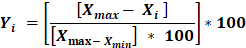 Y_i = [ [X_max − X_i ] / [[X_max− X_min] * 100] ] * 100